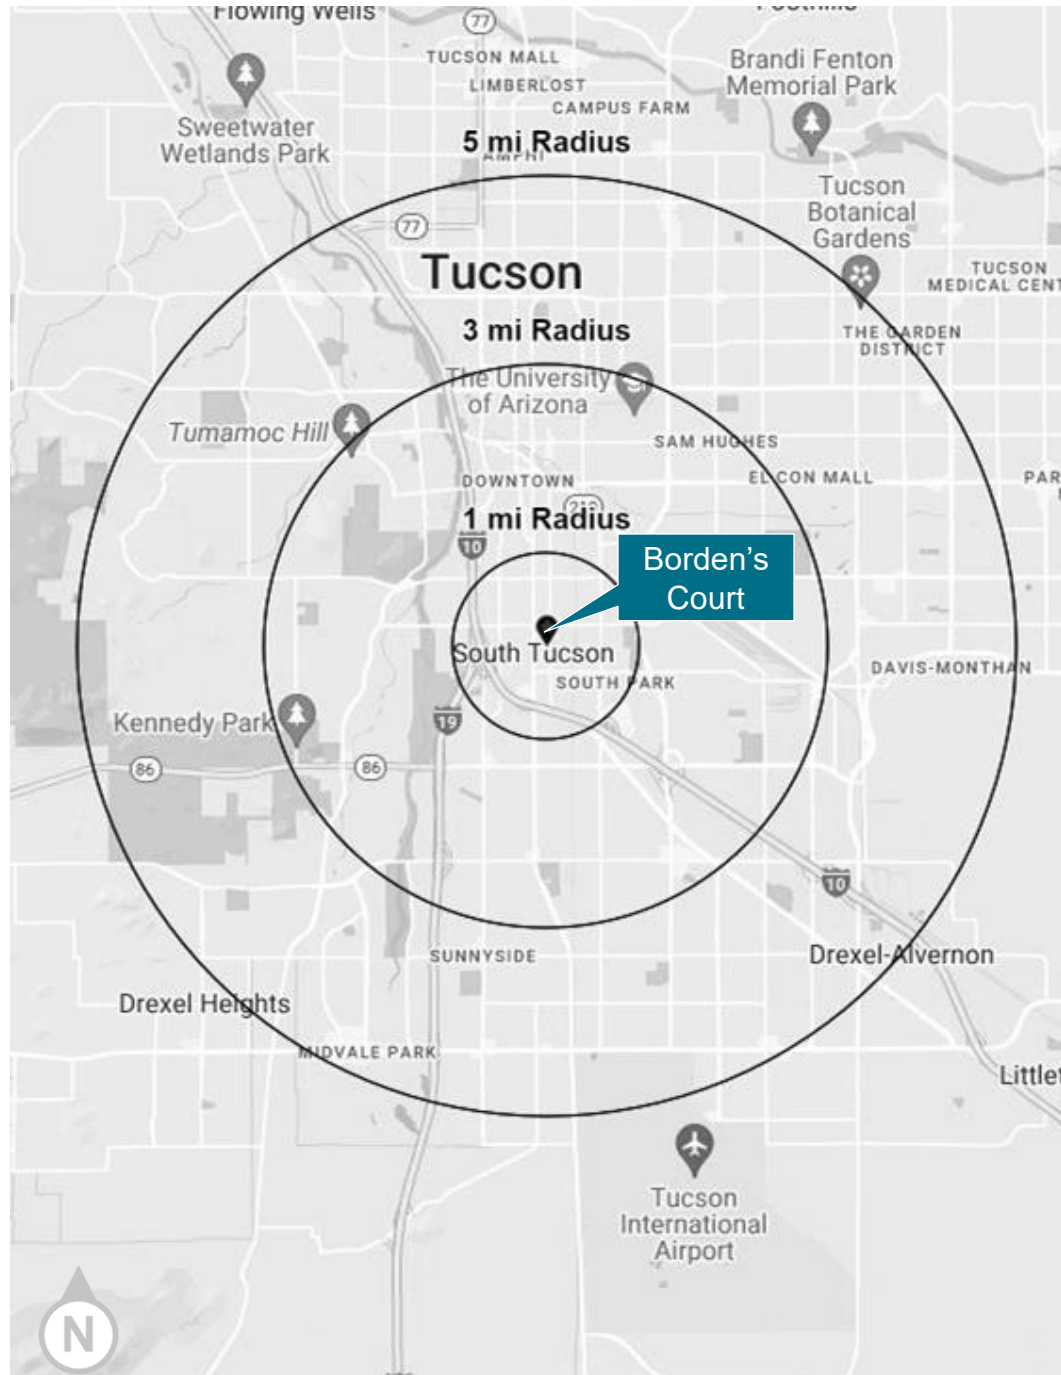 Flowing Wells
77
TUCSON MALL
LIMBERLOST
CAMPUS FARM
Brandi Fenton
Memorial Park
Sweetwater
Wetlands Park
5 mi Radius
AMPHI
Tucson
Botanical
Gardens
77
Tucson
TUCSON
MEDICAL CENT
3 mi Radius
THE GARDEN
DISTRICT
The University
of Arizona
Tumamoc Hill
SAM HUGHES
DOWNTOWN
EL CON MALL
PAR
1 mi Radius
10
Borden's
Court
South Tucson
SOUTH PARK
DAVIS-MONTHAN
Kennedy Park
19
86
86
10
SUNNYSIDE
Drexel-Alvernon
Drexel Heights
MIDVALE PARK
Littlet
Tucson
International
Airport
N